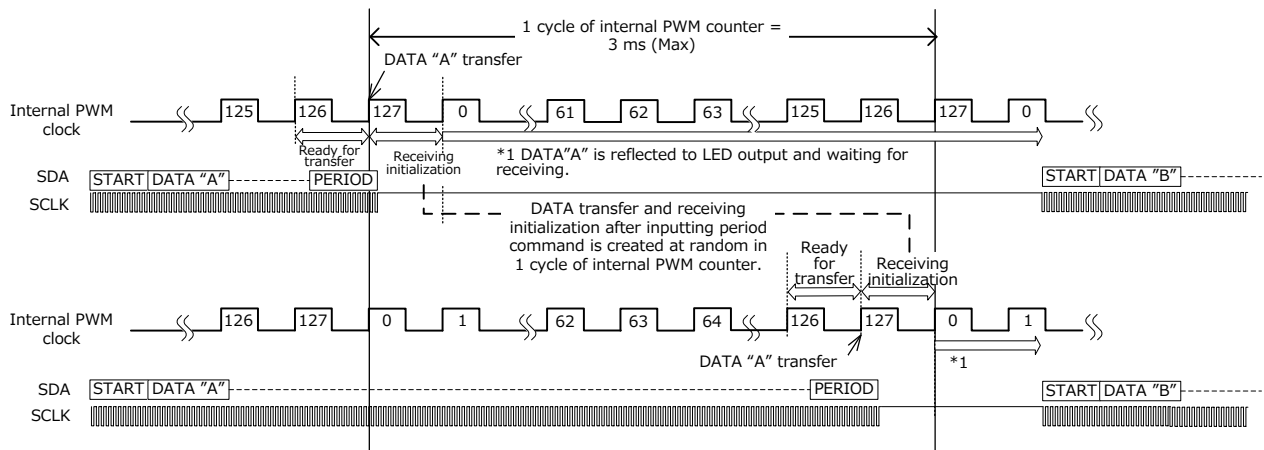 1 cycle of internal PWM counter =
3 ms (Max)
DATA “A” transfer
Internal PWM
clock
125 126 127 0 61 62 63 125 126 127 0
Ready for
transfer
Receiving
initialization
*1 DATA"A” is reflected to LED output and waiting for
receiving.
SDA
START DATA “A” PERIOD START DATA "B”
SCLK
DATA transfer and receiving
initialization after inputting period
command is created at random in
1 cycle of internal PWM counter.
Ready
for
transfer
Receiving
initialization
Internal PWM
clock
126 127 0 1 62 63 64 126 127 0 1
DATA “A” transfer
*1
SDA
START DATA "A” PERIOD START DATA "B”
SCLK